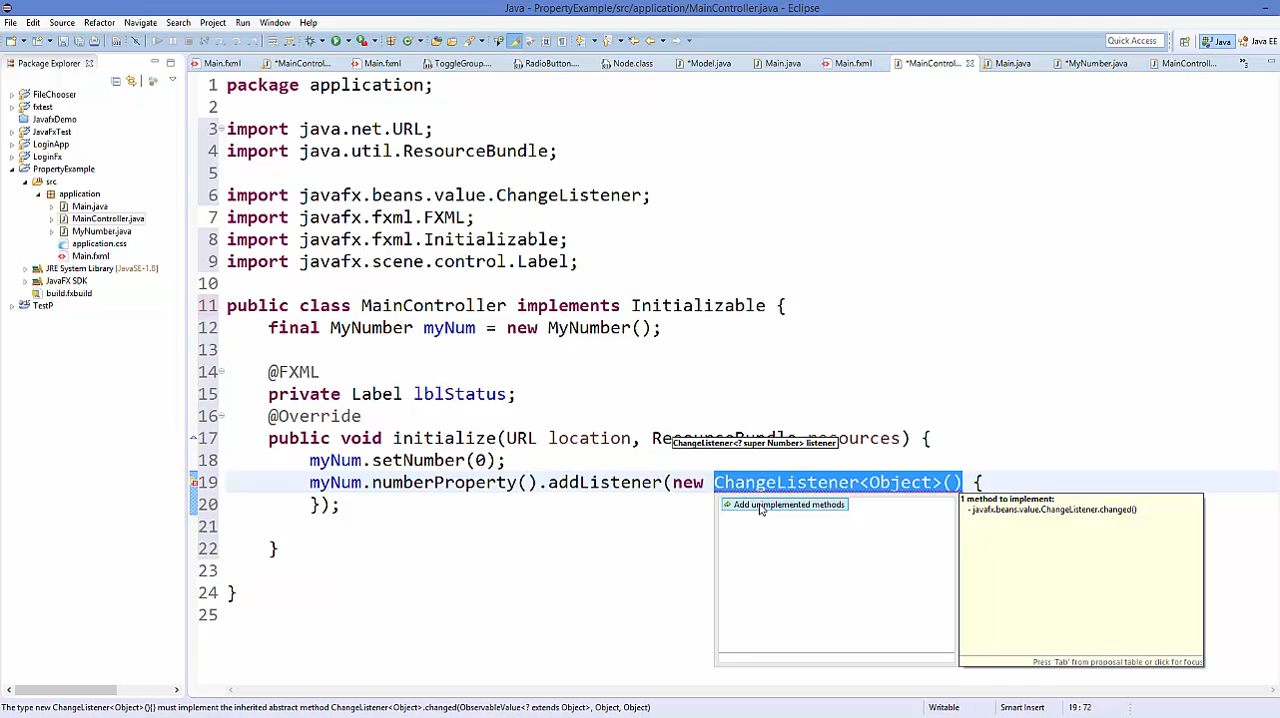 Java - PropertyExample/src/application/MainController.java - Eclipse
File Edit Source Refactor Navigate Search Project Run Window Help
Quick Access Java Java EE
Package Explorer
Main.fxml *MainControl... Main.fxml ToggleGroup... RadioButton... Node.class *Model.java Main.java Main.fxml *MainControl... Main.java *MyNumber.java MainControll... »3
FileChooser
fxtest
JavafxDemo
JavaFxTest
LoginApp
LoginFx
PropertyExample
src
application
Main.java
MainController.java
MyNumber.java
application.css
Main.fxml
JRE System Library [JavaSE-1.8]
JavaFX SDK
build.fxbuild
TestP
1 package application;
2
3 import java.net.URL;
4 import java.util.ResourceBundle;
5
6 import javafx.beans.value.ChangeListener;
7 import javafx.fxml.FXML;
8 import javafx.fxml.Initializable;
9 import javafx.scene.control.Label;
10
11 public class MainController implements Initializable {
12 final MyNumber myNum = new MyNumber();
13
14 @FXML
15 private Label lblStatus;
16 @Override
17 public void initialize(URL location, ResourceBundle resources) {
ChangeListener<? super Number> listener
18 myNum.setNumber(0);
19 myNum.numberProperty().addListener(new ChangeListener<Object>() {
20 });
21
22 }
23
24 }
25
Add unimplemented methods
1 method to implement:
- javafx.beans.value.ChangeListener.changed()
Press 'Tab' from proposal table or click for focus
The type new ChangeListener<Object>(){} must implement the inherited abstract method ChangeListener<Object>.changed(ObservableValue<? extends Object>, Object, Object)
Writable Smart Insert 19 : 72